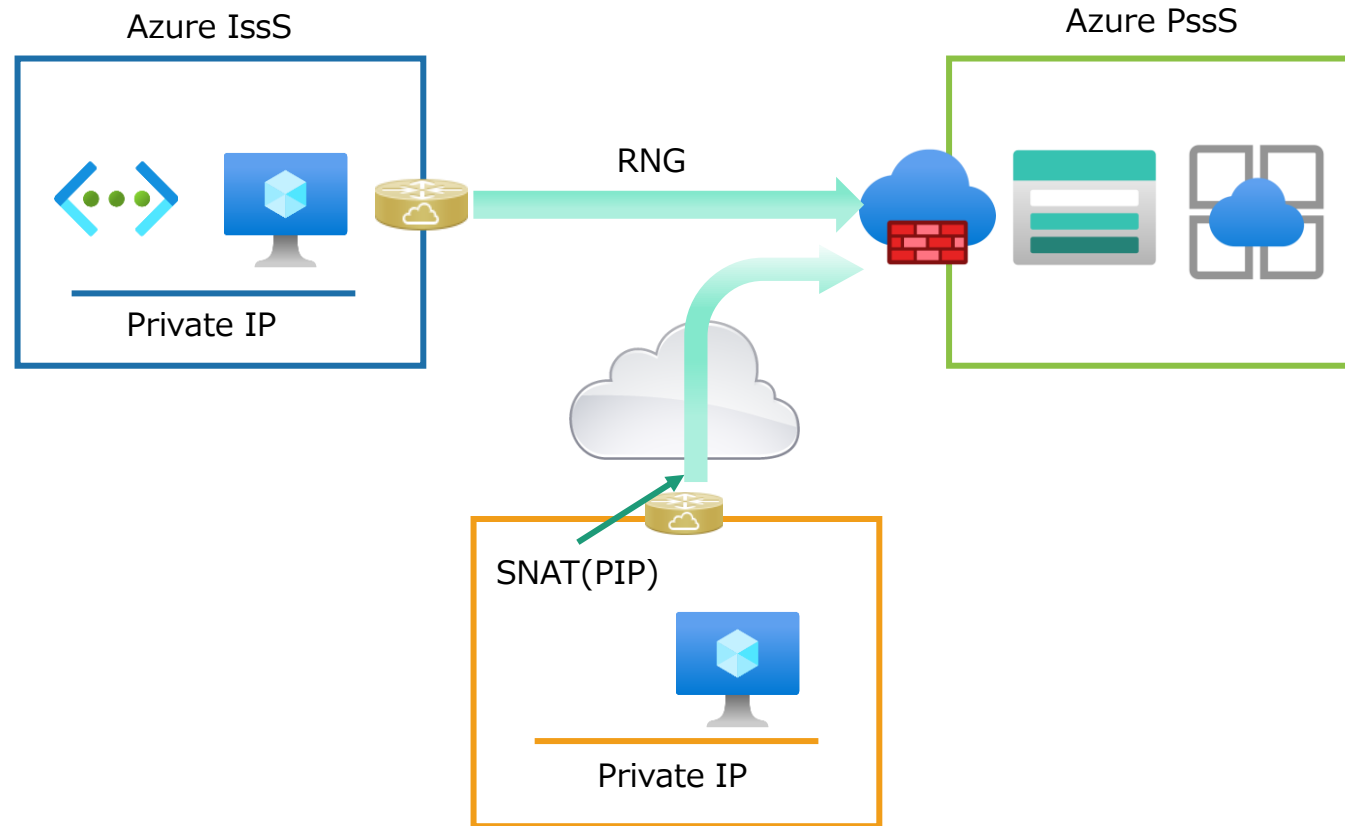 Azure IssS
Azure PssS
RNG
Private IP
SNAT(PIP)
Private IP